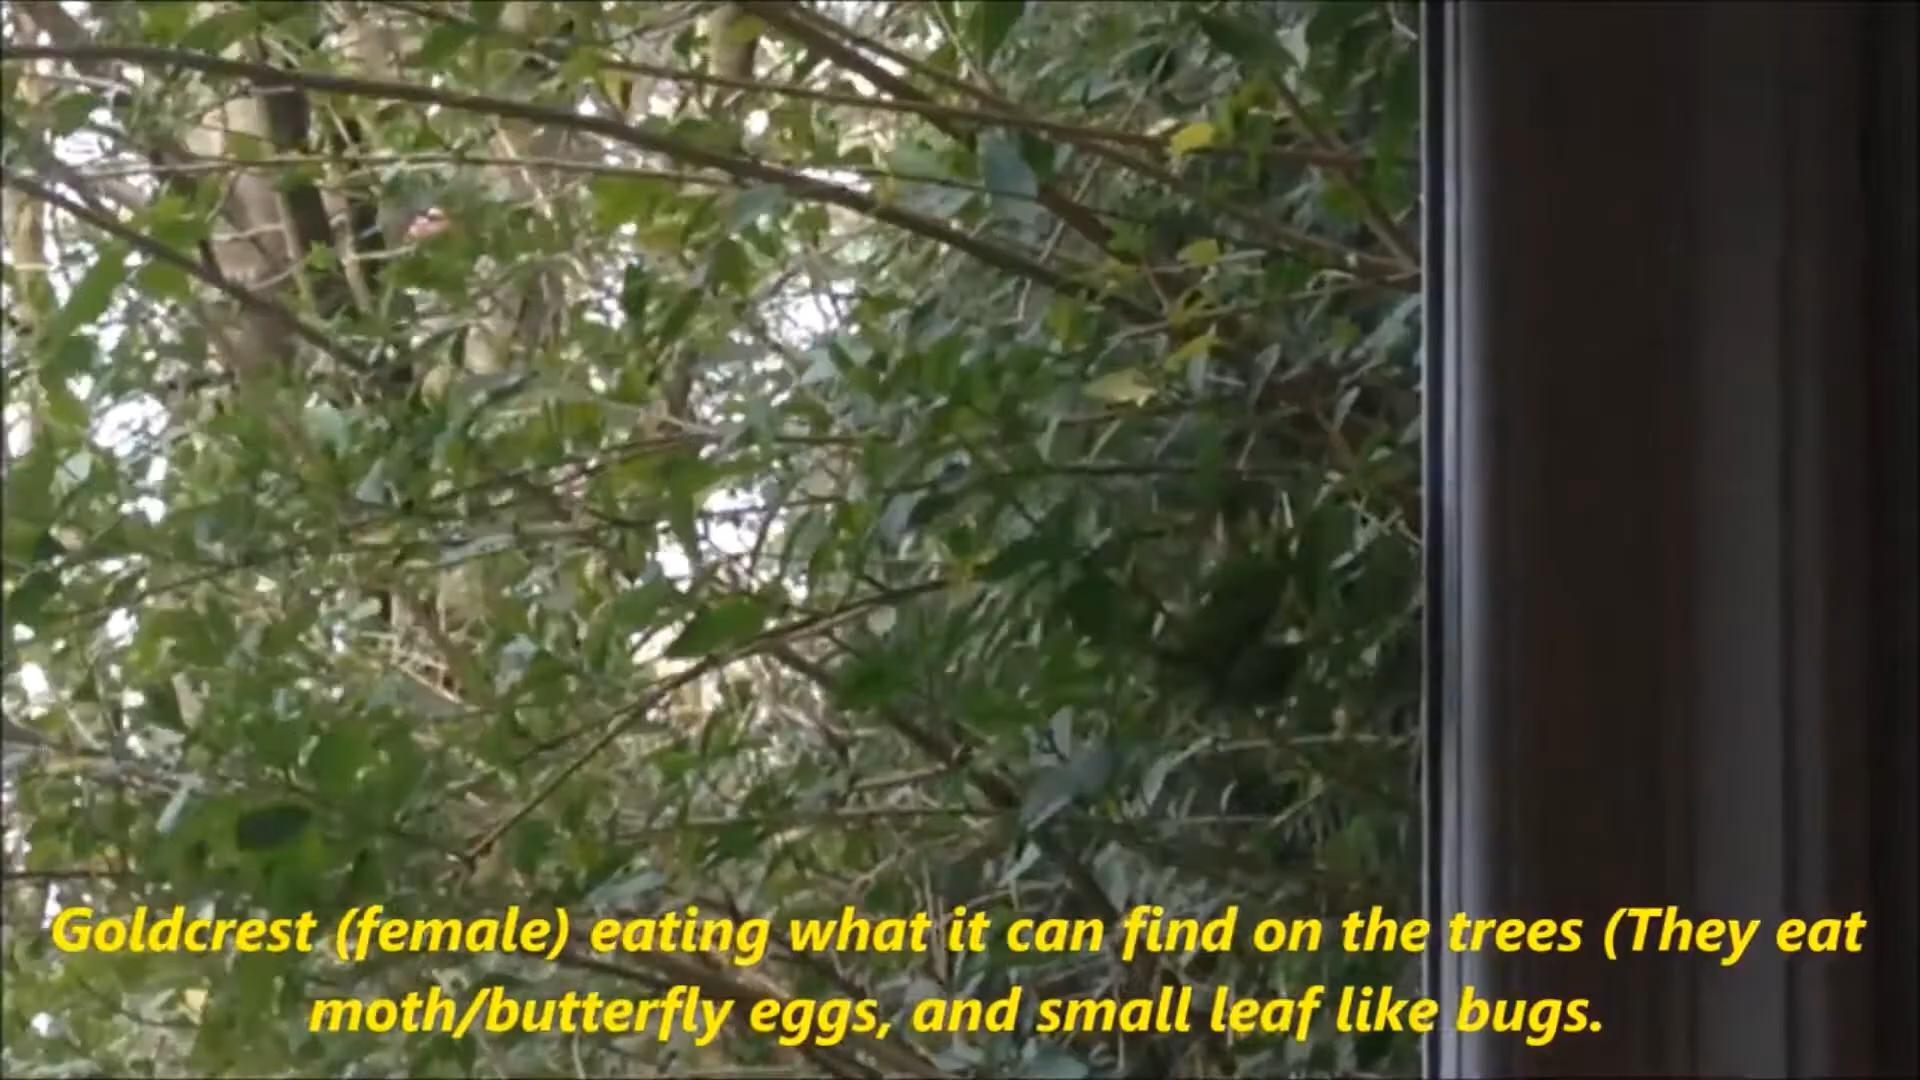 Goldcrest (female) eating what it can find on the trees (They eat
moth/butterfly eggs, and small leaf like bugs.